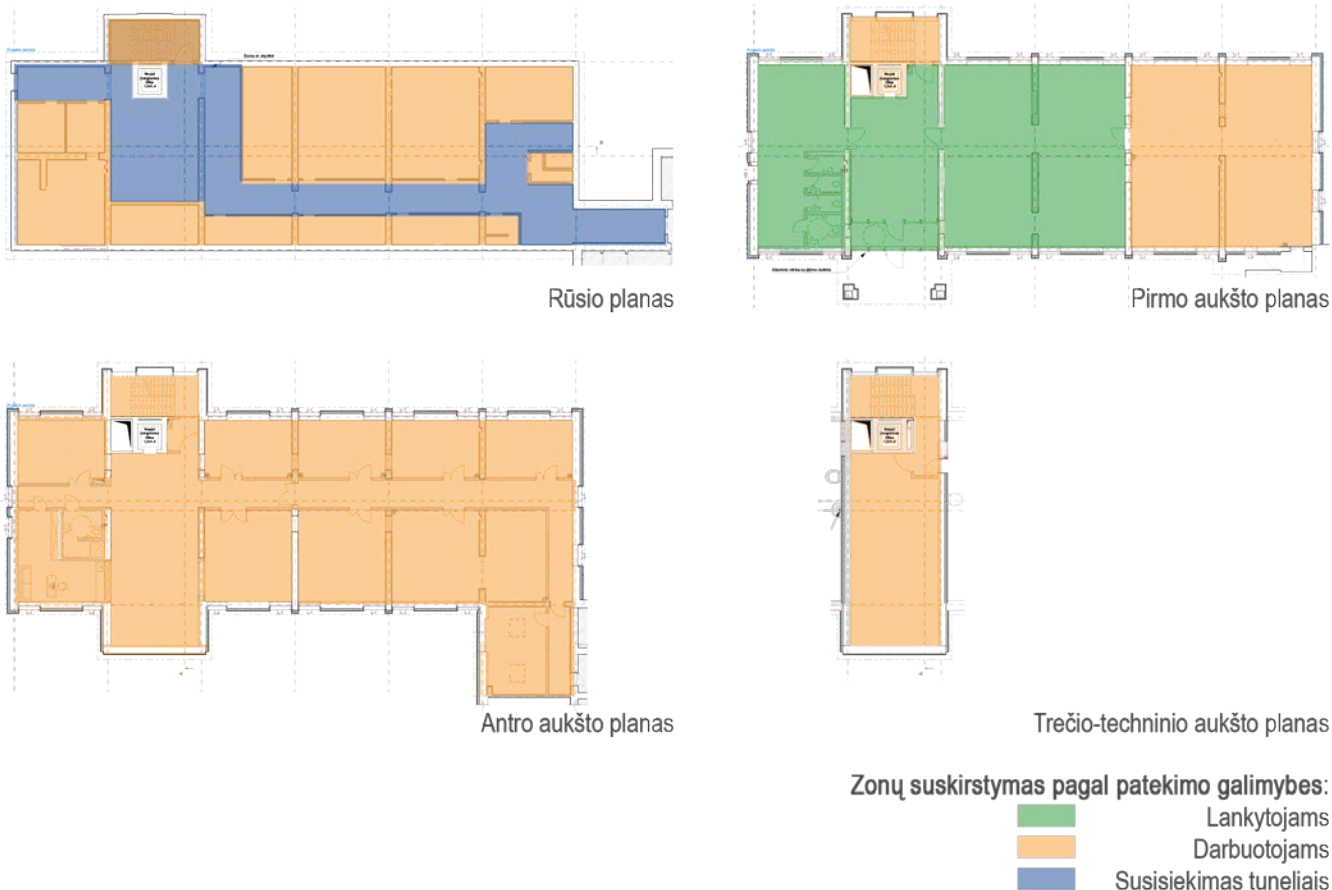 Rūsio planas
Pirmo aukšto planas
Antro aukšto planas
Trečio-techninio aukšto planas
Zonų suskirstymas pagal patekimo galimybes:
Lankytojams
Darbuotojams
Susisiekimas tuneliais